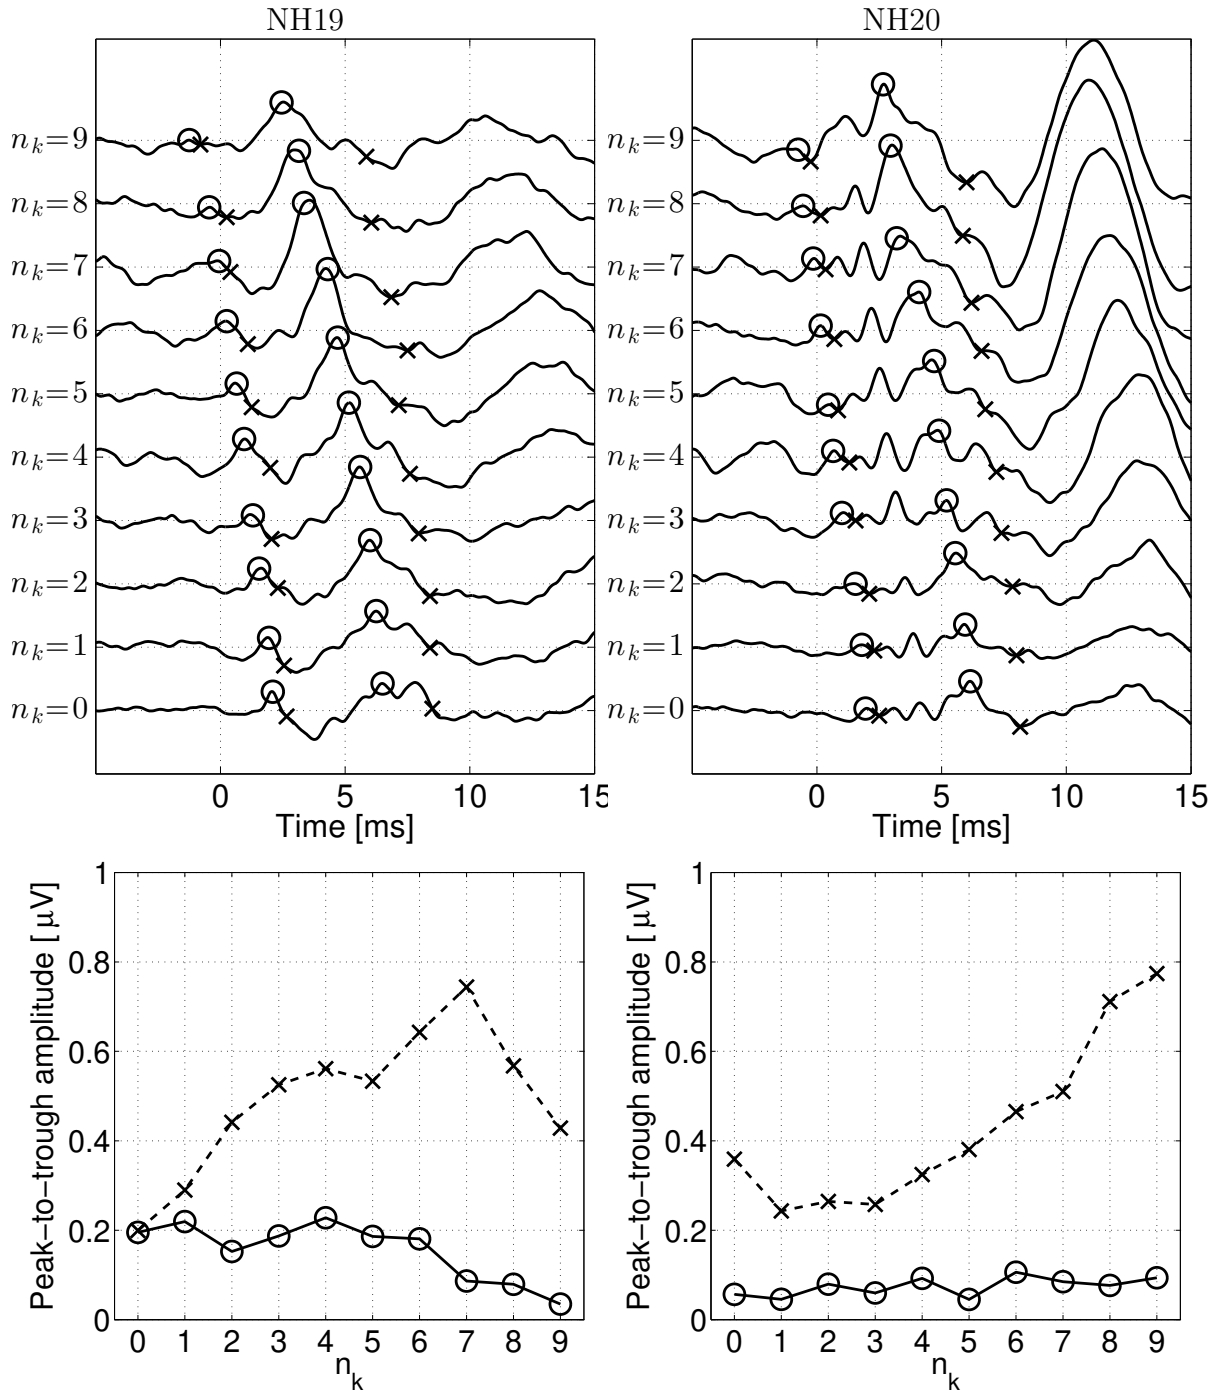 NH19
NH20
n_k=9
n_k=8
n_k=7
n_k=6
n_k=5
n_k=4
n_k=3
n_k=2
n_k=1
n_k=0
0 5 10 15
Time [ms]
n_k=9
n_k=8
n_k=7
n_k=6
n_k=5
n_k=4
n_k=3
n_k=2
n_k=1
n_k=0
0 5 10 15
Time [ms]
Peak−to−trough amplitude [µV]
1
0.8
0.6
0.4
0.2
0
0 1 2 3 4 5 6 7 8 9
n_k
Peak−to−trough amplitude [µV]
1
0.8
0.6
0.4
0.2
0
0 1 2 3 4 5 6 7 8 9
n_k